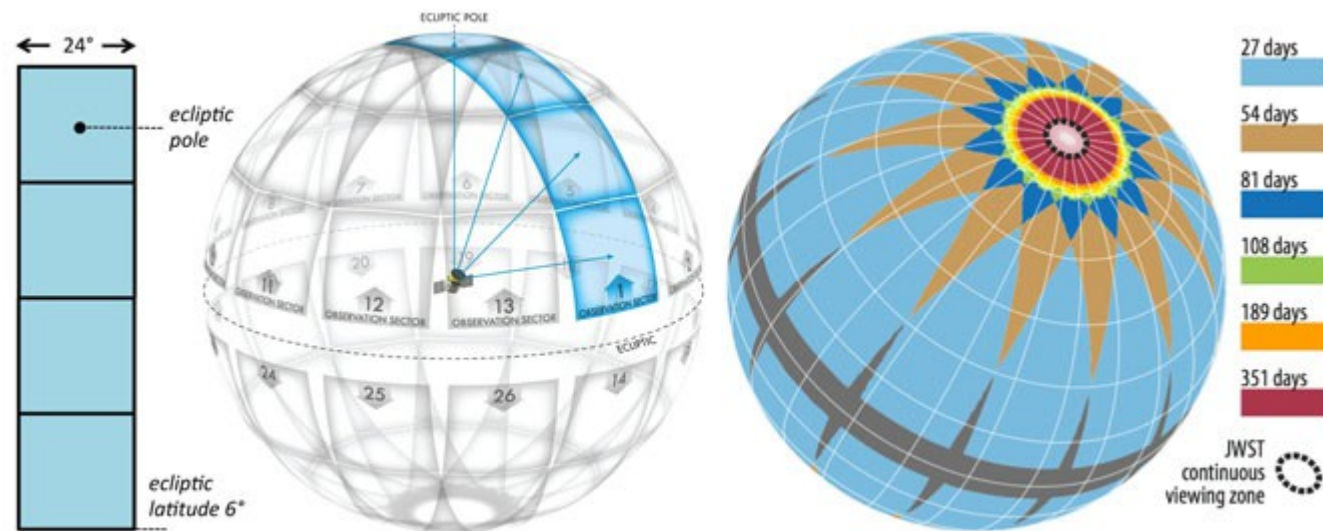 24°
ecliptic
pole
ecliptic
latitude 6°
ECLIPTIC POLE
7
6
5
20
19
11
OBSERVATION SECTOR
12
OBSERVATION SECTOR
13
OBSERVATION SECTOR
1
OBSERVATION SECTOR
ECLIPTIC
24
25
26
14
27 days
54 days
81 days
108 days
189 days
351 days
JWST
continuous
viewing zone